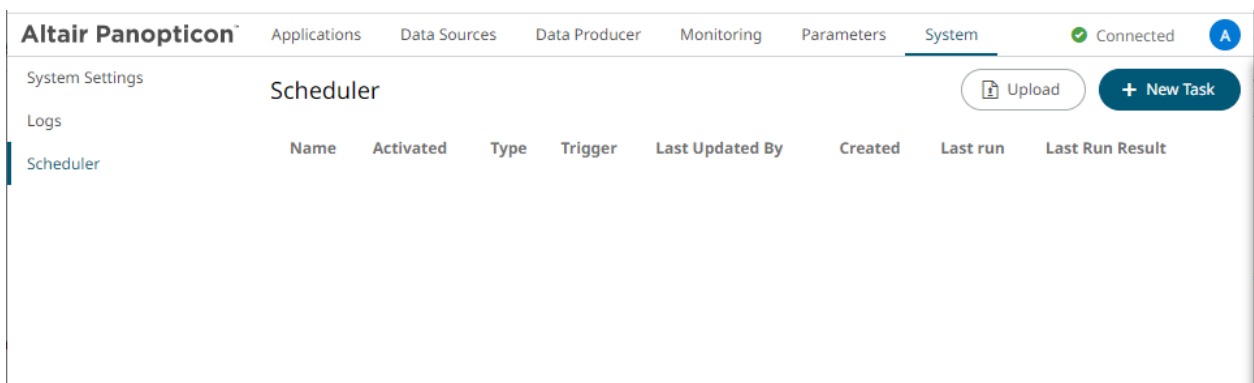 Altair Panopticon™ Applications Data Sources Data Producer Monitoring Parameters System Connected A
System Settings
Scheduler Upload + New Task
Logs
Name Activated Type Trigger Last Updated By Created Last run Last Run Result
Scheduler